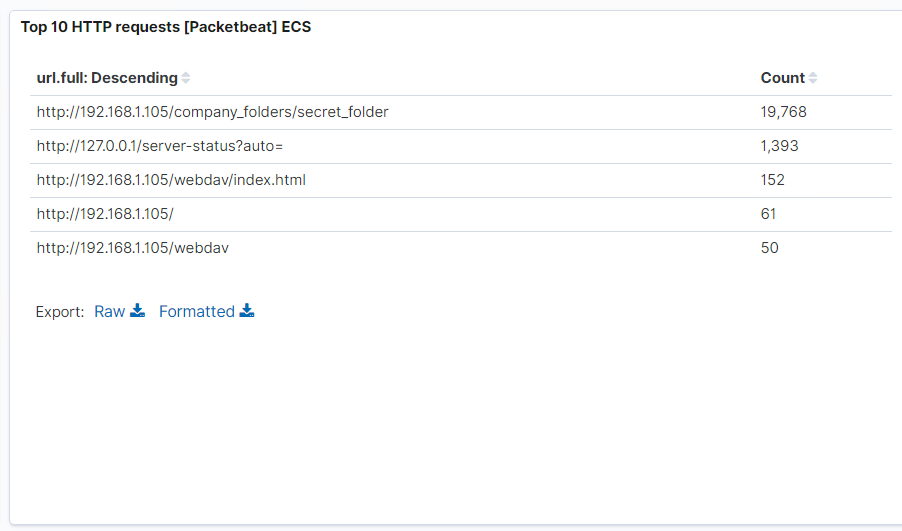 Top 10 HTTP requests [Packetbeat] ECS
url.full: Descending Count
http://192.168.1.105/company_folders/secret_folder 19,768
http://127.0.0.1/server-status?auto= 1,393
http://192.168.1.105/webdav/index.html 152
http://192.168.1.105/ 61
http://192.168.1.105/webdav 50
Export: Raw Formatted